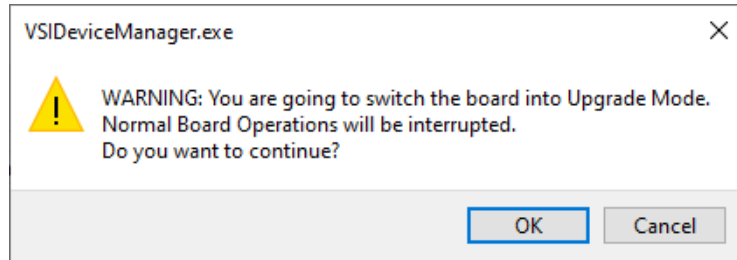 VSIDeviceManager.exe
WARNING: You are going to switch the board into Upgrade Mode.
Normal Board Operations will be interrupted.
Do you want to continue?
OK
Cancel